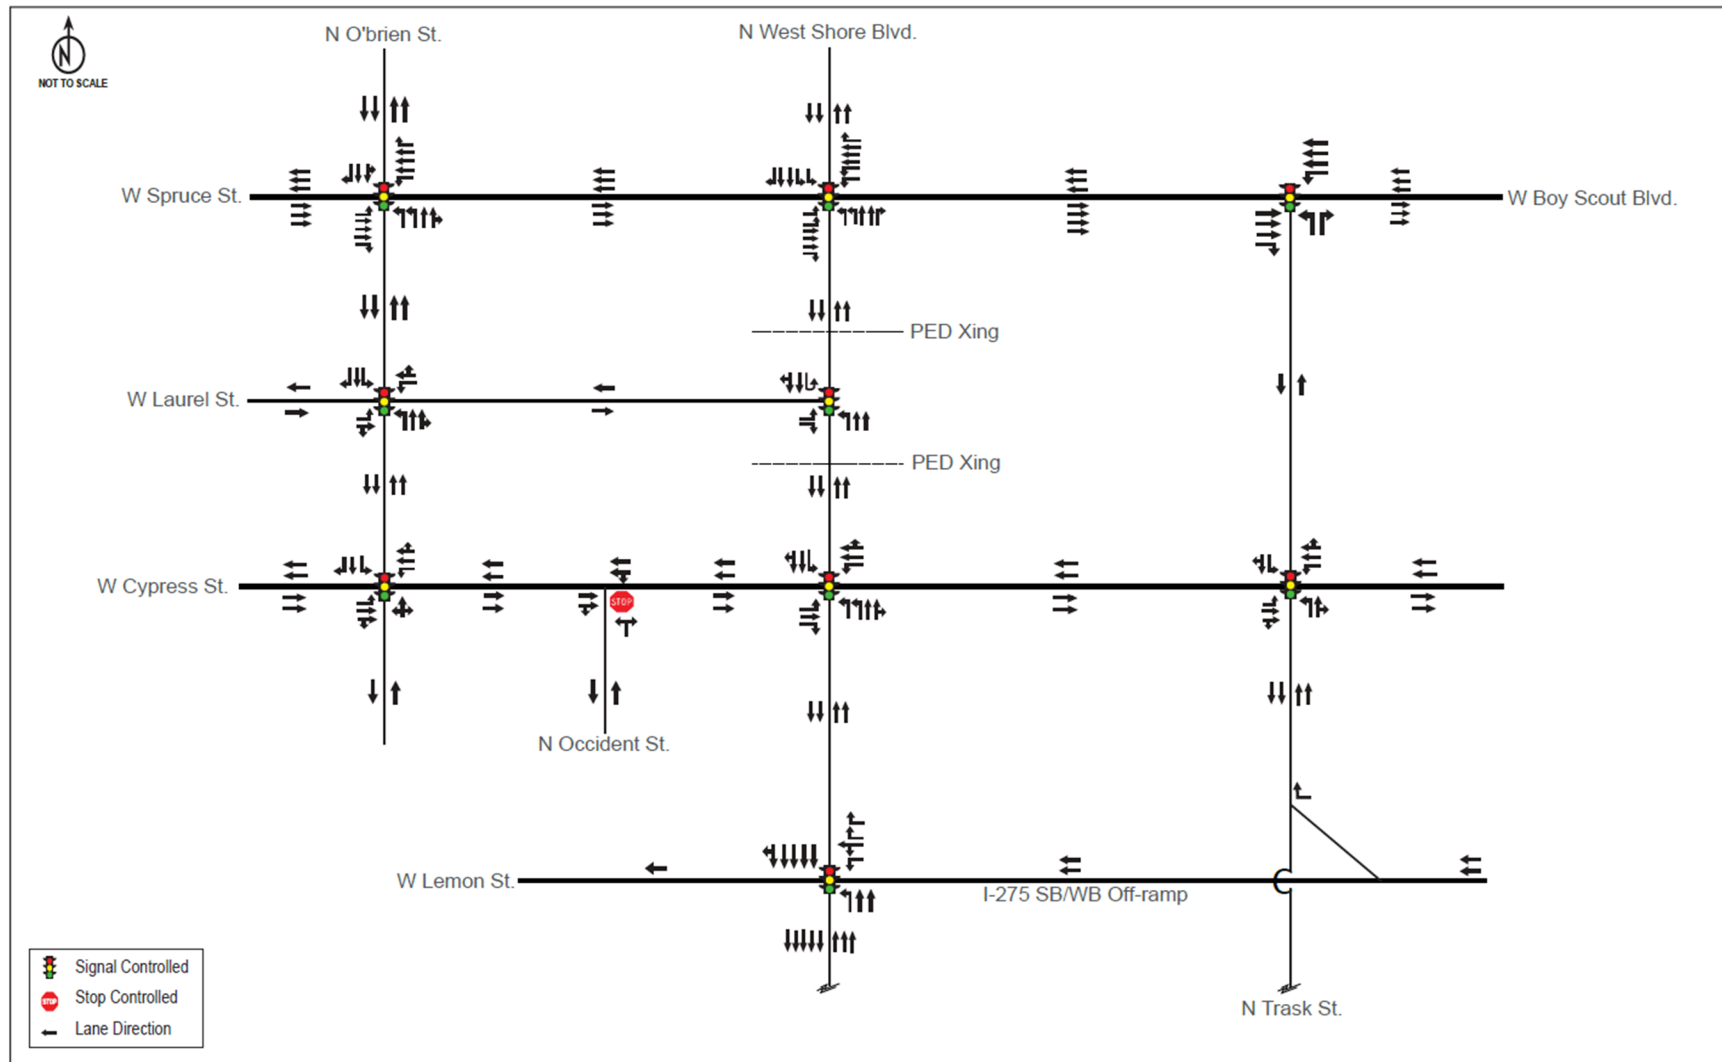 N O'brien St.
N West Shore Blvd.
N
NOT TO SCALE
W Spruce St.
W Boy Scout Blvd.
PED Xing
W Laurel St.
PED Xing
W Cypress St.
STOP
N Occident St.
W Lemon St.
I-275 SB/WB Off-ramp
N Trask St.
Signal Controlled
STOP
Stop Controlled
Lane Direction